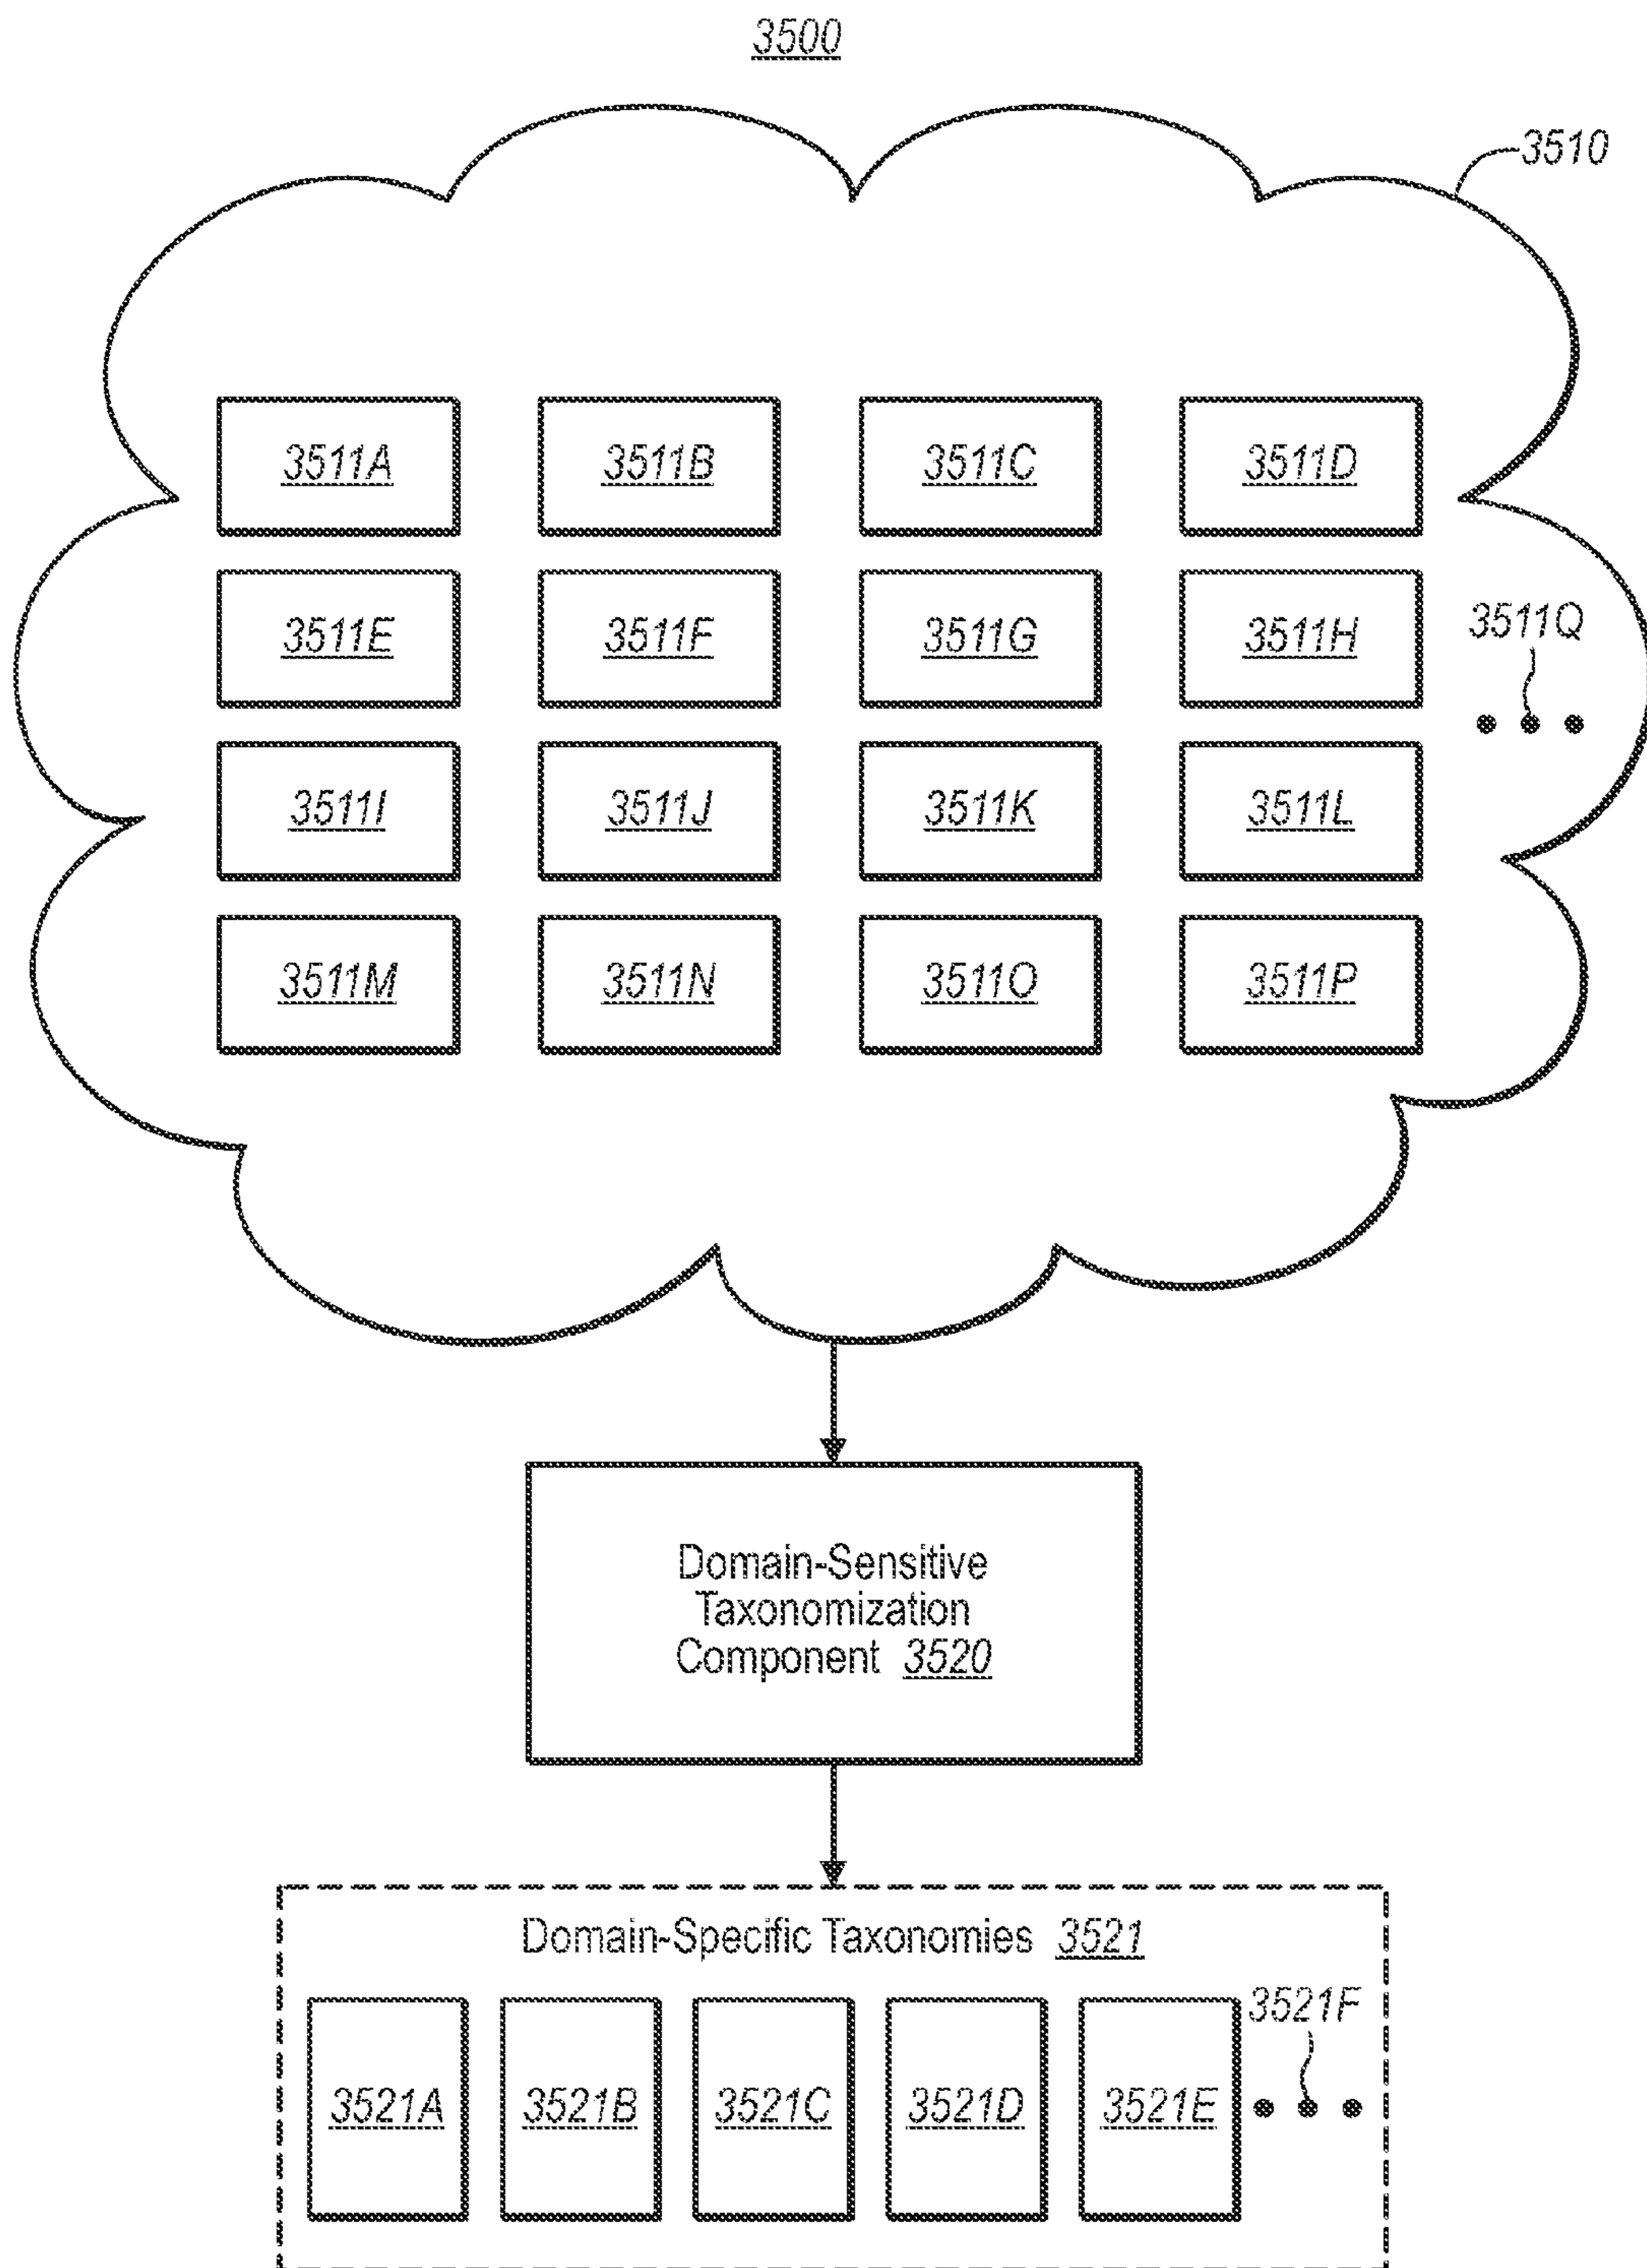 3500
3510
3511A 3511B 3511C 3511D
3511E 3511F 3511G 3511H 3511Q
3511I 3511J 3511K 3511L
3511M 3511N 3511O 3511P
Domain-Sensitive
Taxonomization
Component 3520
Domain-Specific Taxonomies 3521
3521F
3521A 3521B 3521C 3521D 3521E